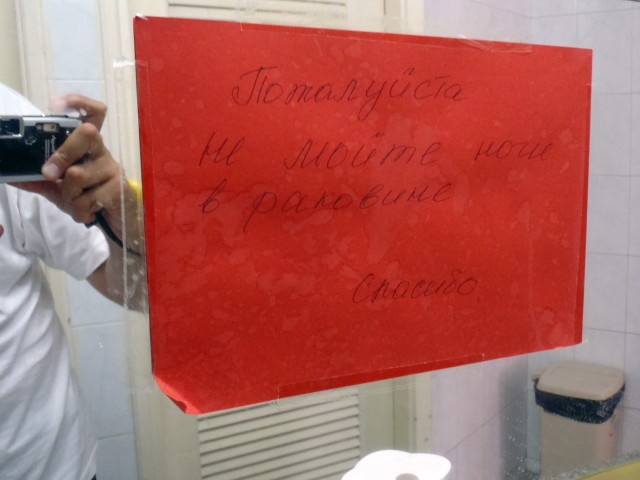 Пожалуйста
не мойте ноги
в раковине
Спасибо.